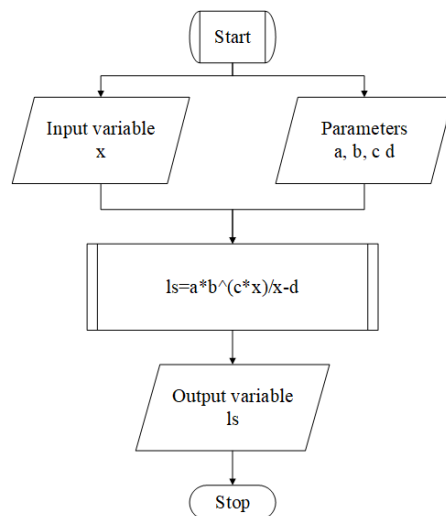 Start
Input variable
x
Parameters
a, b, c d
ls=a*b^(c*x)/x-d
Output variable
ls
Stop